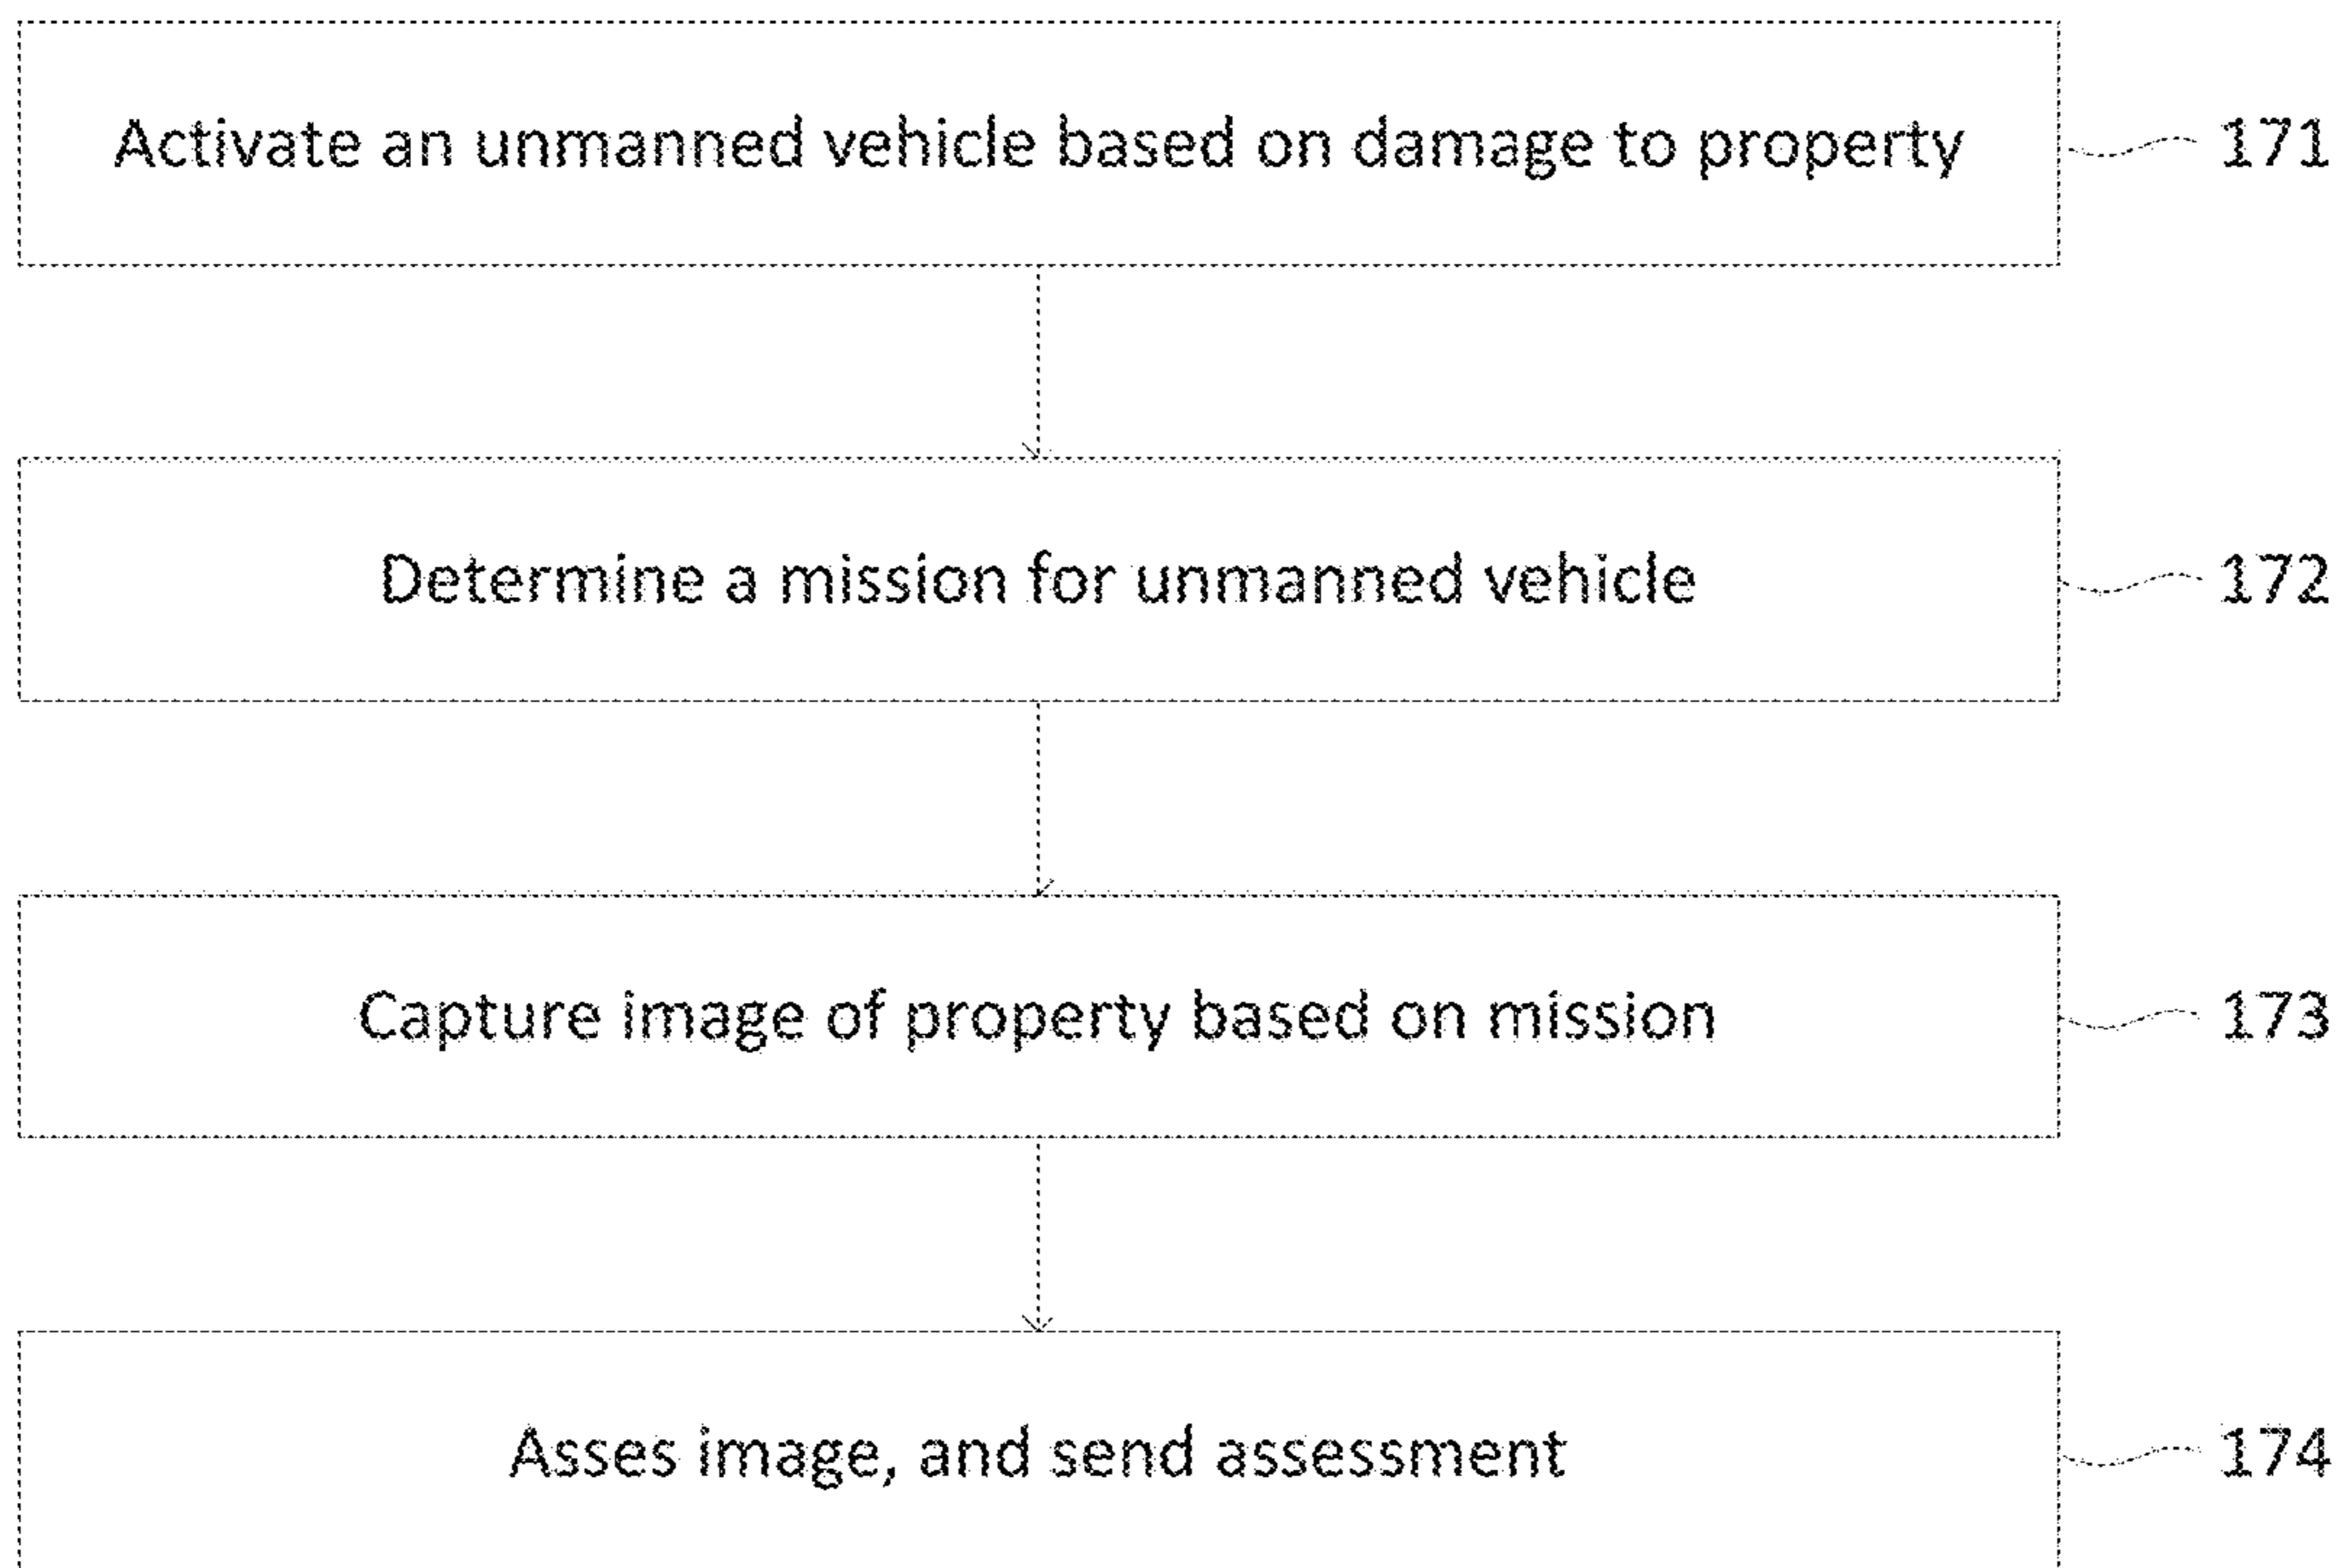 Activate an unmanned vehicle based on damage to property
171
Determine a mission for unmanned vehicle
172
Capture image of property based on mission
173
Asses image, and send assessment
174